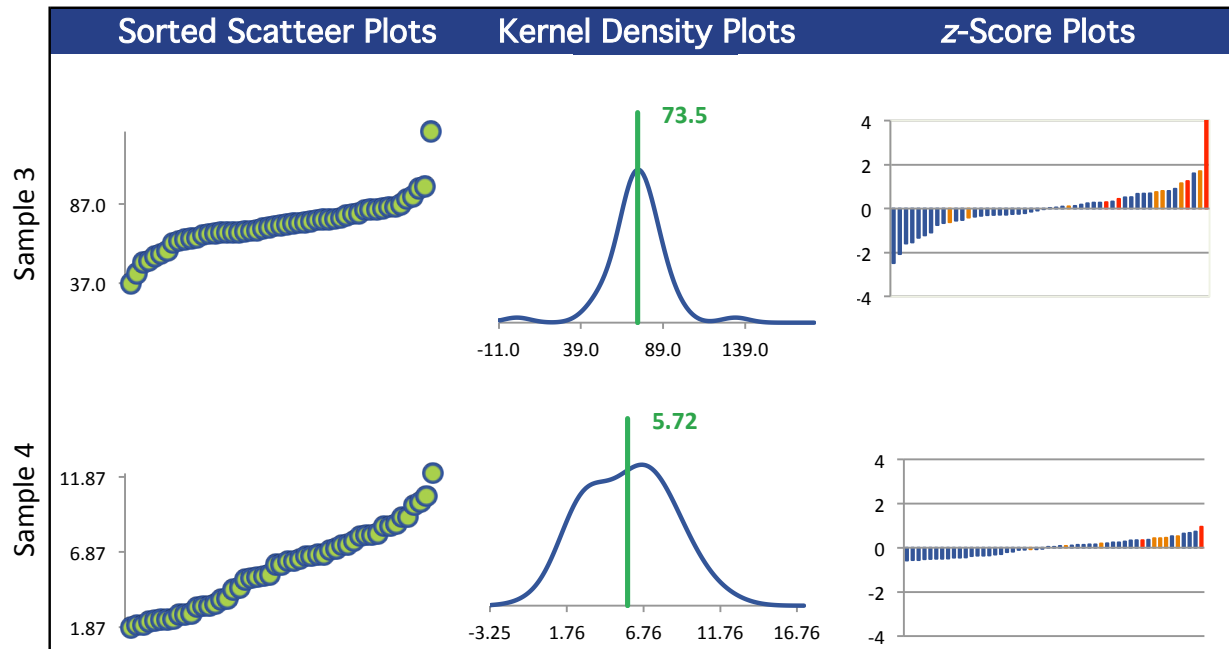 Sorted Scatteer Plots
Kernel Density Plots
z-Score Plots
Sample 3
87.0
37.0
73.5
-11.0 39.0 89.0 139.0
4
2
0
-2
-4
Sample 4
11.87
6.87
1.87
5.72
-3.25 1.76 6.76 11.76 16.76
4
2
0
-2
-4